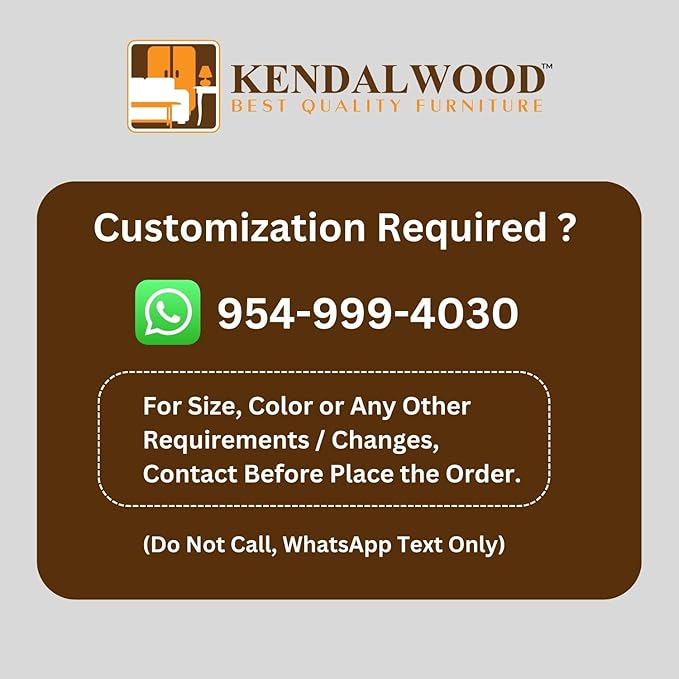 KENDALWOOD™
BEST QUALITY FURNITURE
Customization Required ?
954-999-4030
For Size, Color or Any Other
Requirements / Changes,
Contact Before Place the Order.
(Do Not Call, WhatsApp Text Only)